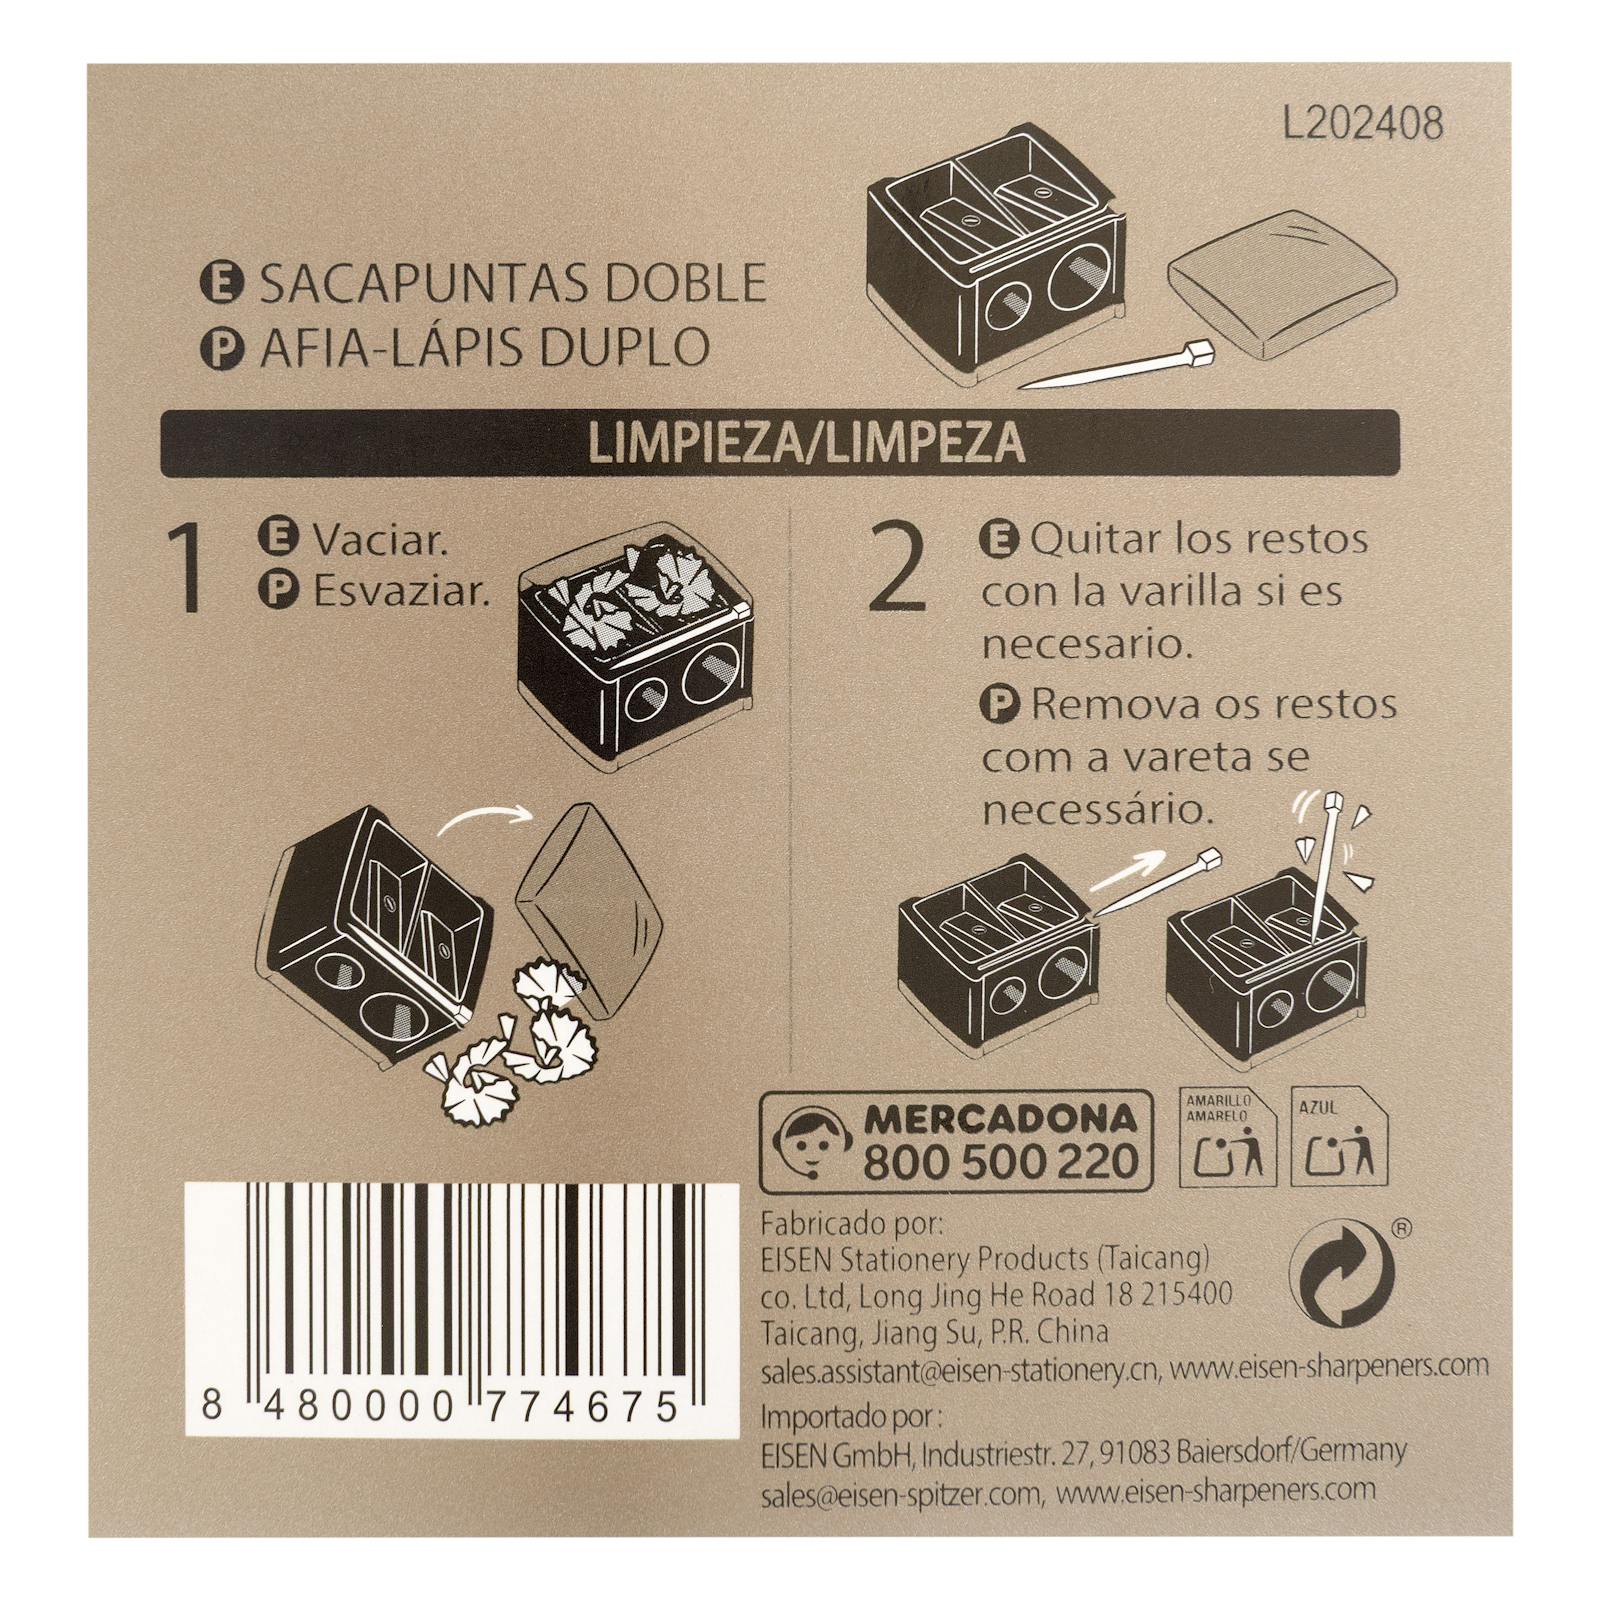 L202408
E SACAPUNTAS DOBLE
P AFIA-LÁPIS DUPLO
LIMPIEZA/LIMPEZA
1
E Vaciar.
P Esvaziar.
2
E Quitar los restos
con la varilla si es
necesario.
P Remova os restos
com a vareta se
necessário.
MERCADONA
800 500 220
AMARILLO
AMARELO
AZUL
8 480000 774675
Fabricado por:
EISEN Stationery Products (Taicang)
co. Ltd, Long Jing He Road 18 215400
Taicang, Jiang Su, P.R. China
sales.assistant@eisen-stationery.cn, www.eisen-sharpeners.com
®
Importado por:
EISEN GmbH, Industriestr. 27, 91083 Baiersdorf/Germany
sales@eisen-spitzer.com, www.eisen-sharpeners.com